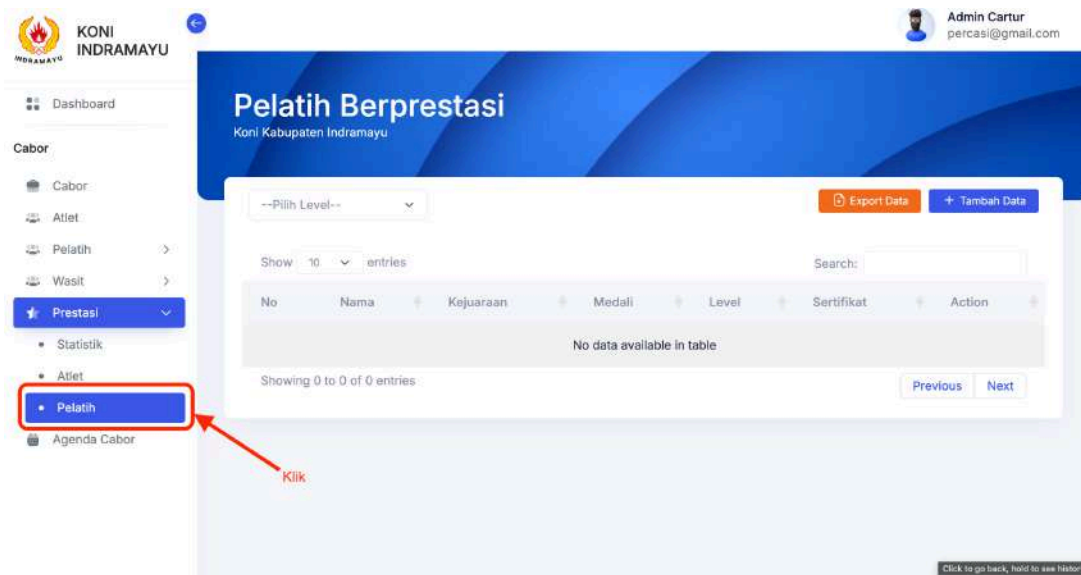 KONI
INDRAMAYU
INDRAMAYU
Admin Cartur
percasi@gmail.com
Dashboard
Cabor
Cabor
Atlet
Pelatih
Wasit
Prestasi
Statistik
Atlet
Pelatih
Agenda Cabor
Klik
Pelatih Berprestasi
Koni Kabupaten Indramayu
--Pilih Level--
Export Data
+ Tambah Data
Show 10 entries
Search:
No Nama Kejuaraan Medali Level Sertifikat Action
No data available in table
Showing 0 to 0 of 0 entries
Previous Next
Click to go back, hold to see histor